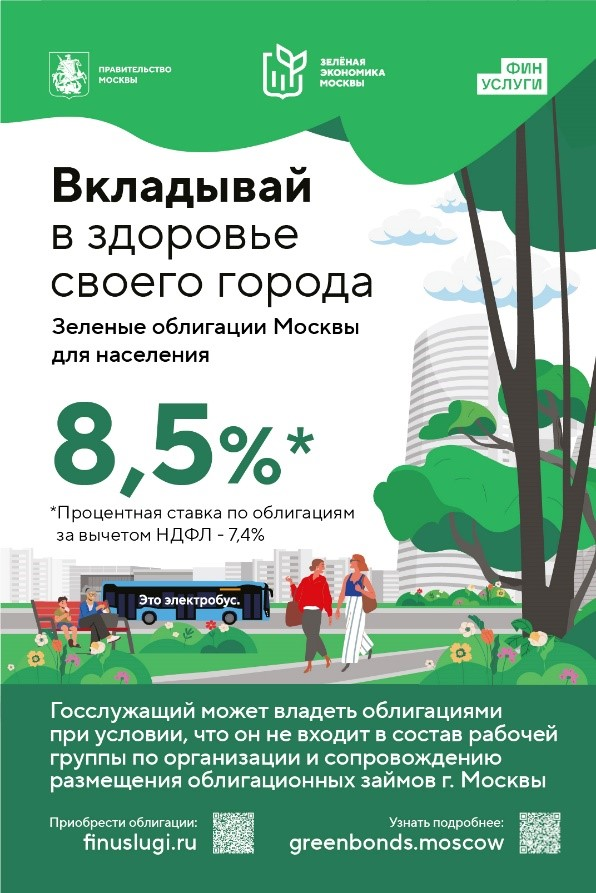 ПРАВИТЕЛЬСТВО
МОСКВЫ
ЗЕЛЁНАЯ
ЭКОНОМИКА
МОСКВЫ
ФИН
УСЛУГИ
Вкладывай
в здоровье
своего города
Зеленые облигации Москвы
для населения
8,5%*
*Процентная ставка по облигациям
за вычетом НДФЛ - 7,4%
Это электробус.
Госслужащий может владеть облигациями
при условии, что он не входит в состав рабочей
группы по организации и сопровождению
размещения облигационных займов г. Москвы
Приобрести облигации:
finuslugi.ru
Узнать подробнее:
greenbonds.moscow